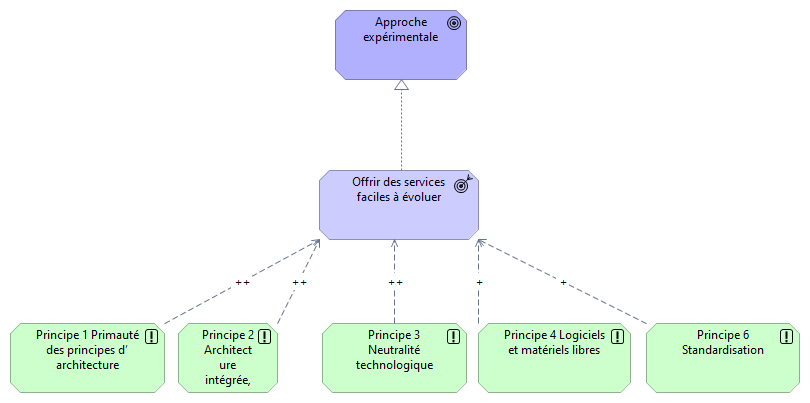 Approche
expérimentale
Offrir des services
faciles à évoluer
++
++
++
+
+
Principe 1 Primauté
des principes d'
architecture
Principe 2
Architect
ure
intégrée,
Principe 3
Neutralité
technologique
Principe 4 Logiciels
et matériels libres
Principe 6
Standardisation